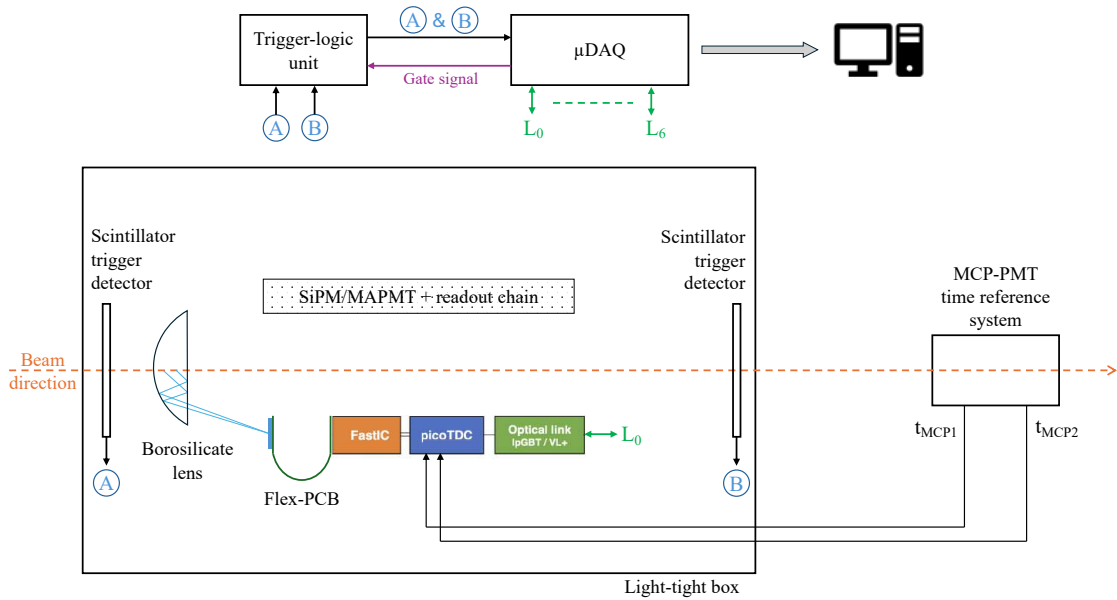 A & B
Trigger-logic
unit
µDAQ
Gate signal
A
B
L0
L6
Scintillator
trigger
detector
Scintillator
trigger
detector
MCP-PMT
time reference
system
SiPM/MAPMT + readout chain
Beam
direction
FastIC
picoTDC
Optical link
lpGBT / VL+
L0
tMCP1
tMCP2
Borosilicate
lens
A
Flex-PCB
B
Light-tight box